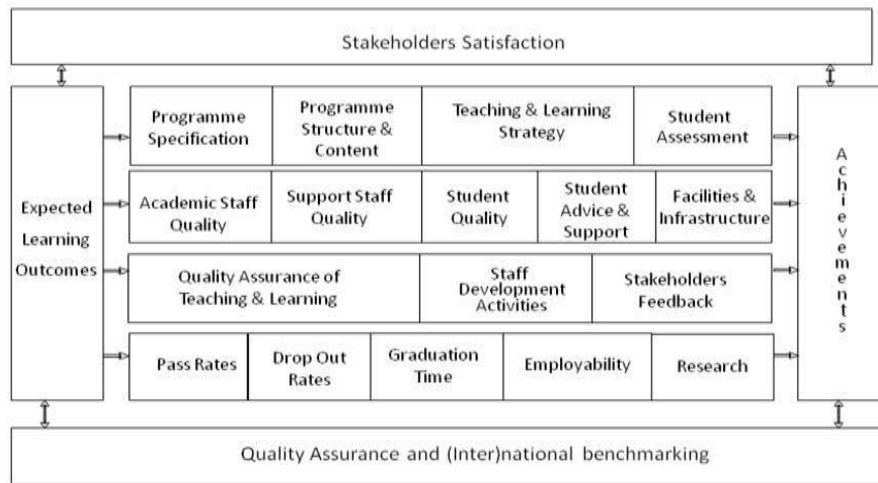 Stakeholders Satisfaction
Programme
Specification
Programme
Structure &
Content
Teaching & Learning
Strategy
Student
Assessment
Expected
Learning
Outcomes
Academic Staff
Quality
Support Staff
Quality
Student
Quality
Student
Advice &
Support
Facilities &
Infrastructure
Quality Assurance of
Teaching & Learning
Staff
Development
Activities
Stakeholders
Feedback
Pass Rates
Drop Out
Rates
Graduation
Time
Employability
Research
Achievements
Quality Assurance and (Inter)national benchmarking